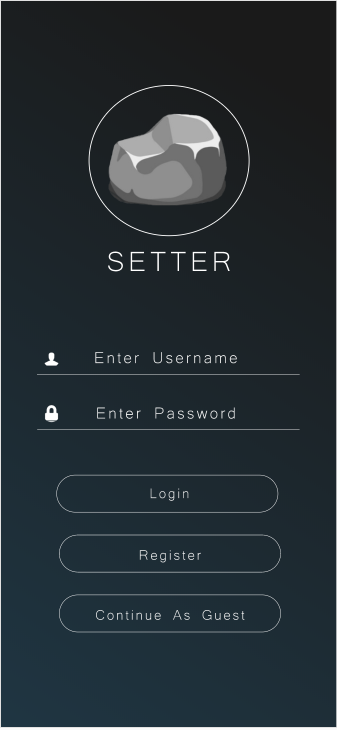 SETTER
Enter Username
Enter Password
Login
Register
Continue As Guest